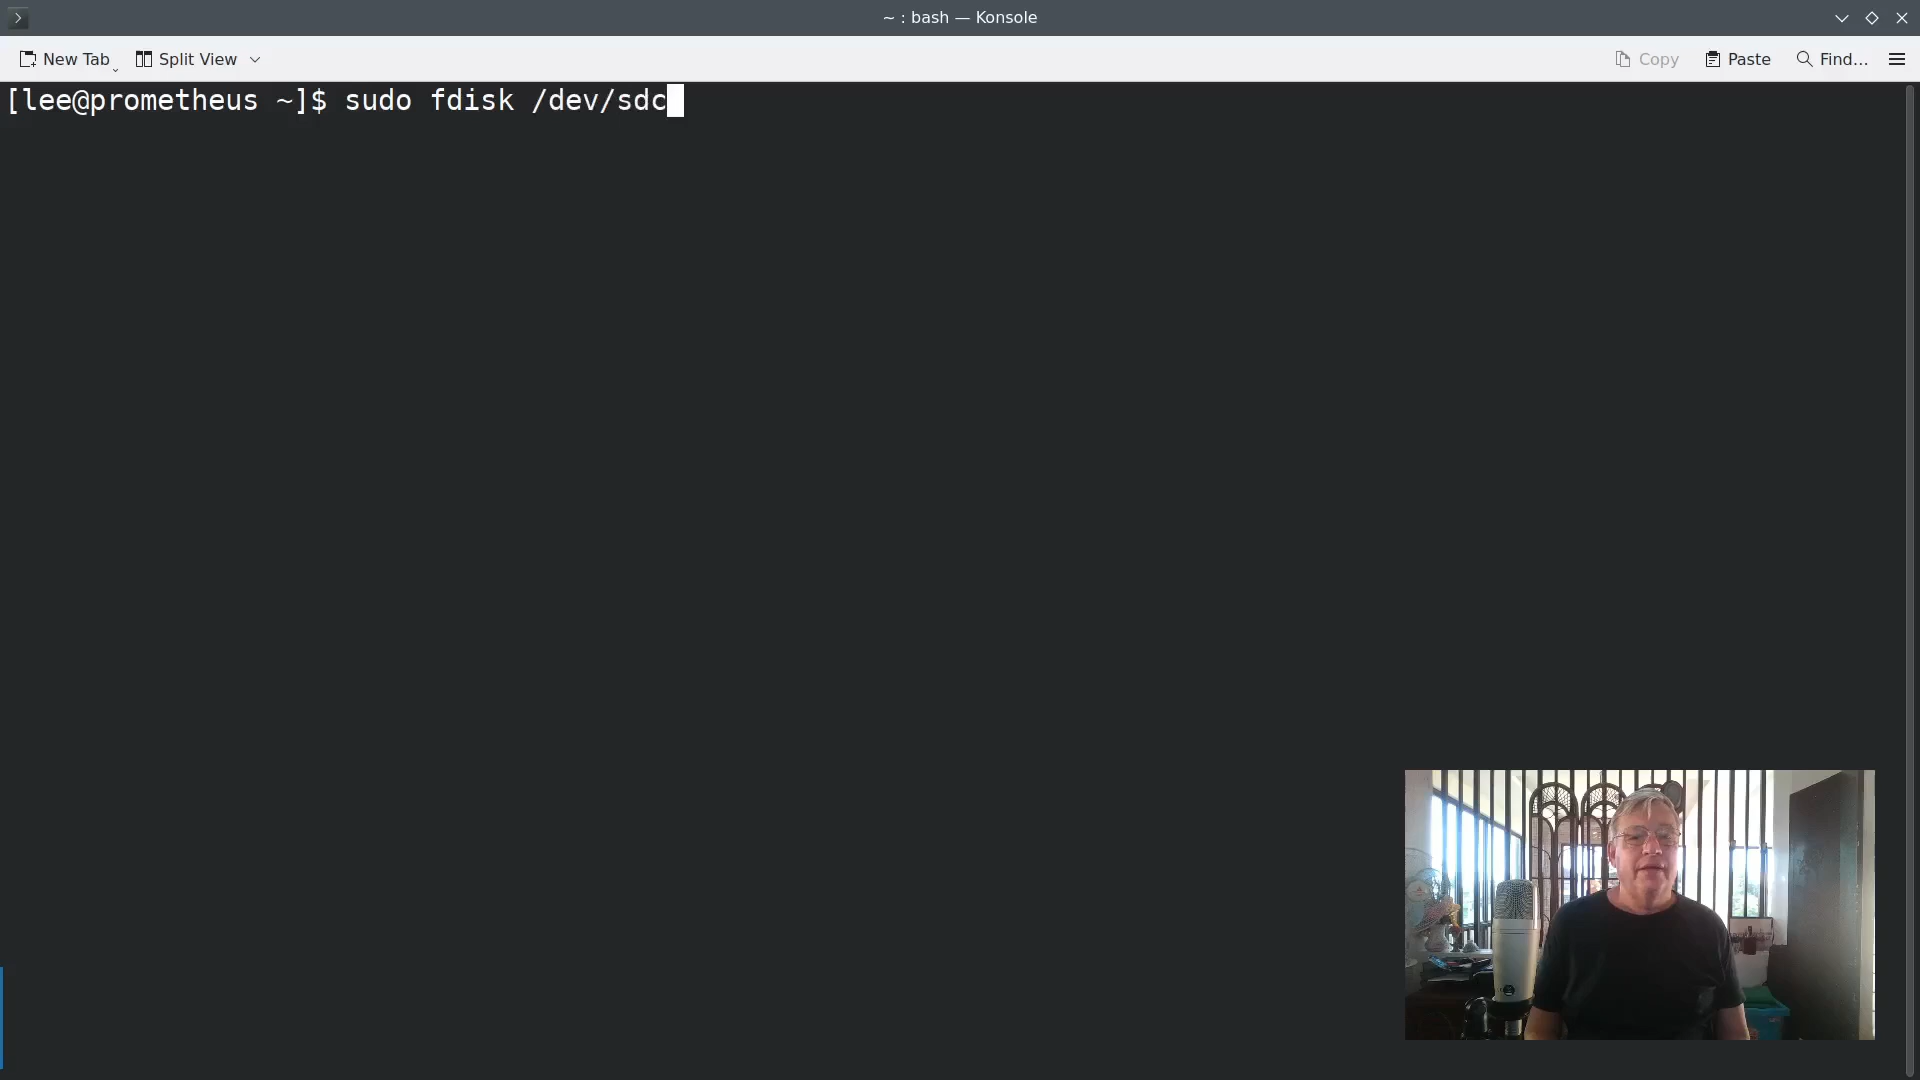 ~ : bash — Konsole
New Tab Split View Copy Paste Find...
[lee@prometheus ~]$ sudo fdisk /dev/sdc